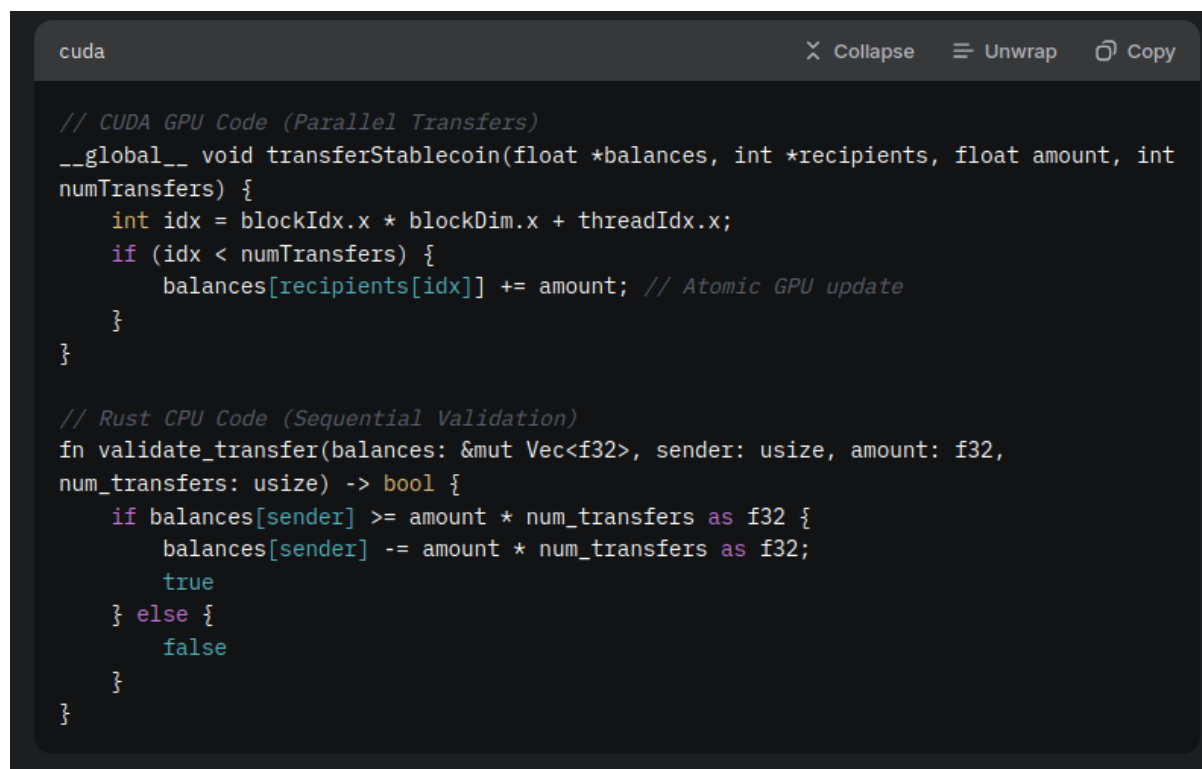 cuda
Collapse
Unwrap
Copy
// CUDA GPU Code (Parallel Transfers)
__global__ void transferStablecoin(float *balances, int *recipients, float amount, int
numTransfers) {
    int idx = blockIdx.x * blockDim.x + threadIdx.x;
    if (idx < numTransfers) {
        balances[recipients[idx]] += amount; // Atomic GPU update
    }
}

// Rust CPU Code (Sequential Validation)
fn validate_transfer(balances: &mut Vec<f32>, sender: usize, amount: f32,
num_transfers: usize) -> bool {
    if balances[sender] >= amount * num_transfers as f32 {
        balances[sender] -= amount * num_transfers as f32;
        true
    } else {
        false
    }
}